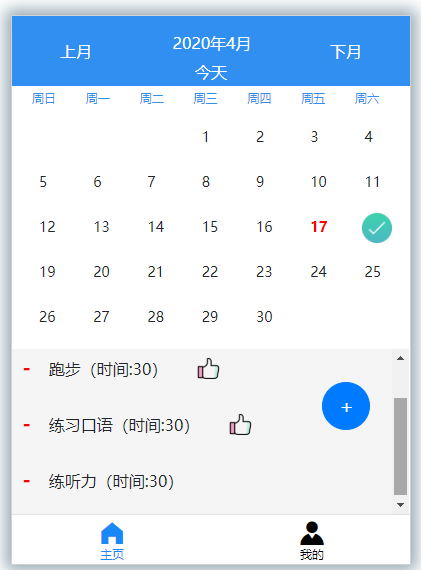 上月 2020年4月 下月
今天
周日 周一 周二 周三 周四 周五 周六
1 2 3 4
5 6 7 8 9 10 11
12 13 14 15 16 17
19 20 21 22 23 24 25
26 27 28 29 30
- 跑步（时间:30）
+
- 练习口语（时间:30）
- 练听力（时间:30）
主页 我的